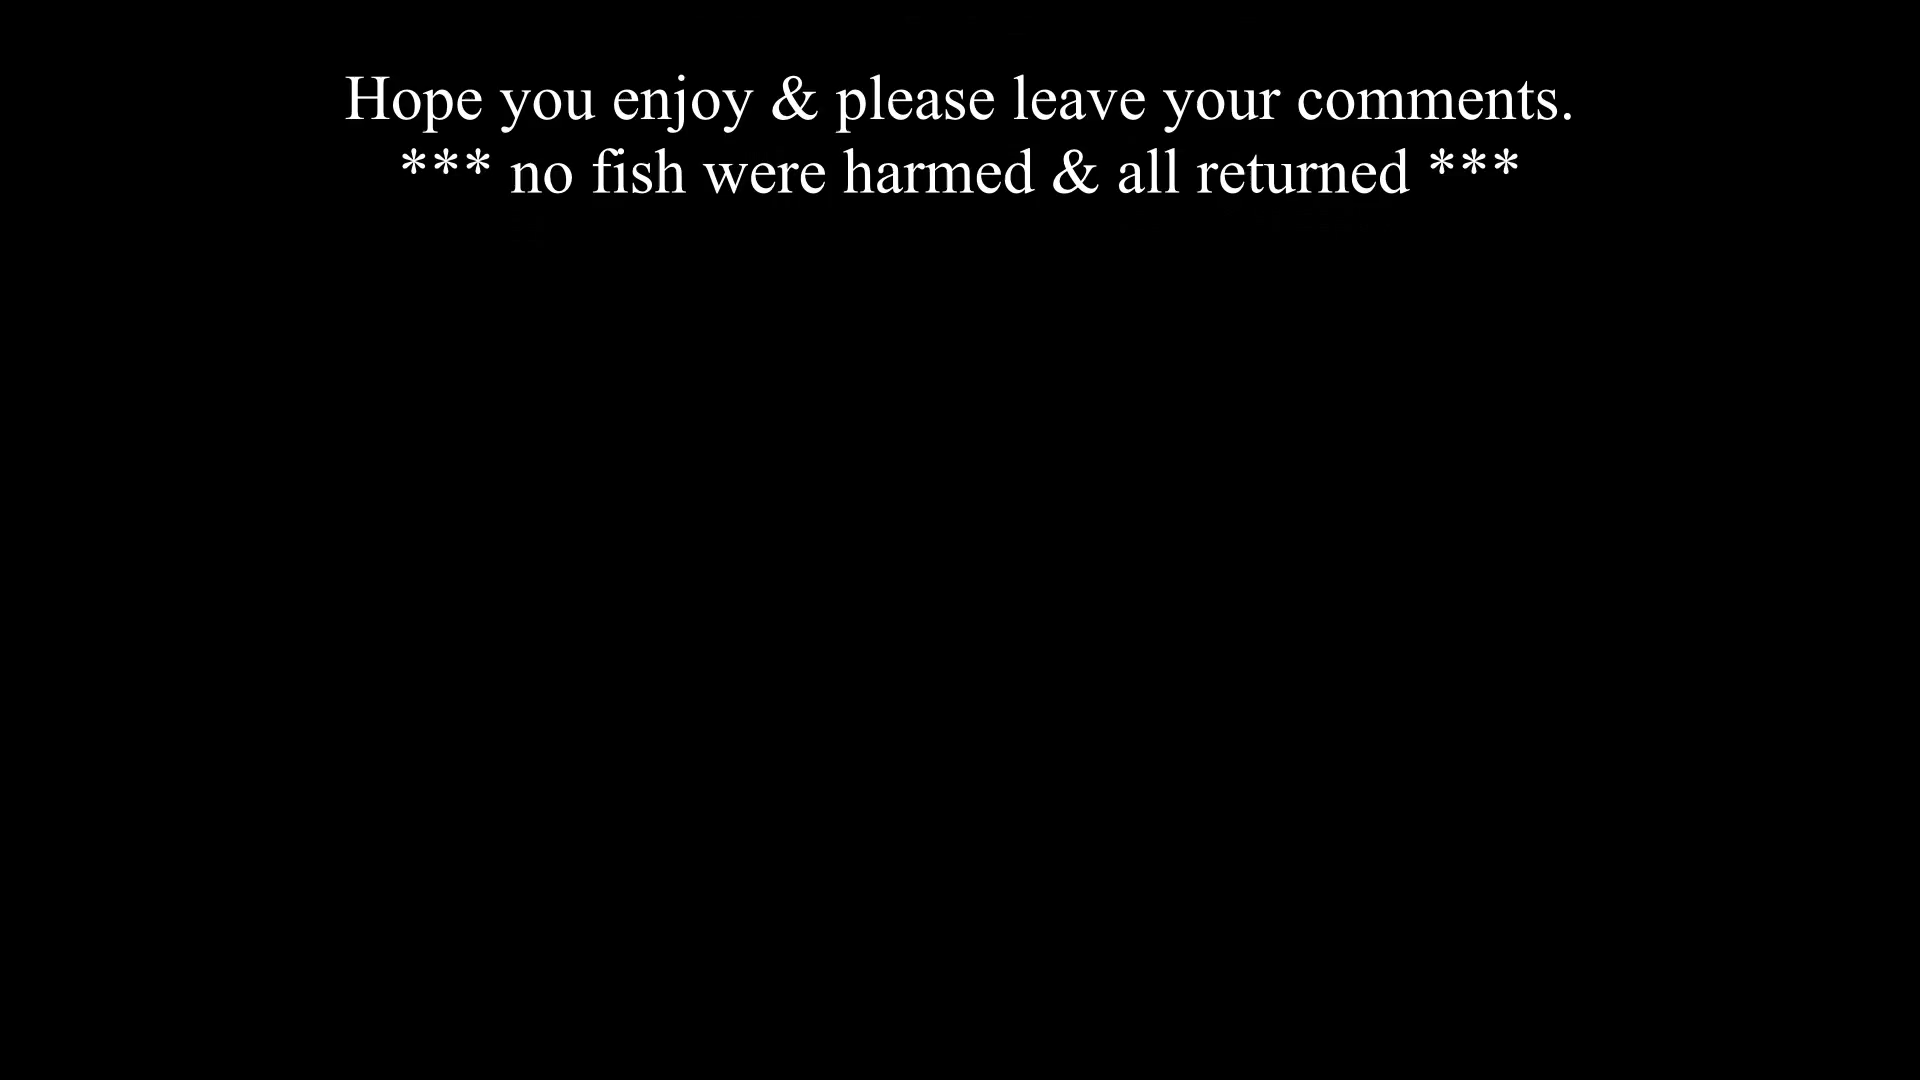 Hope you enjoy & please leave your comments.
*** no fish were harmed & all returned ***